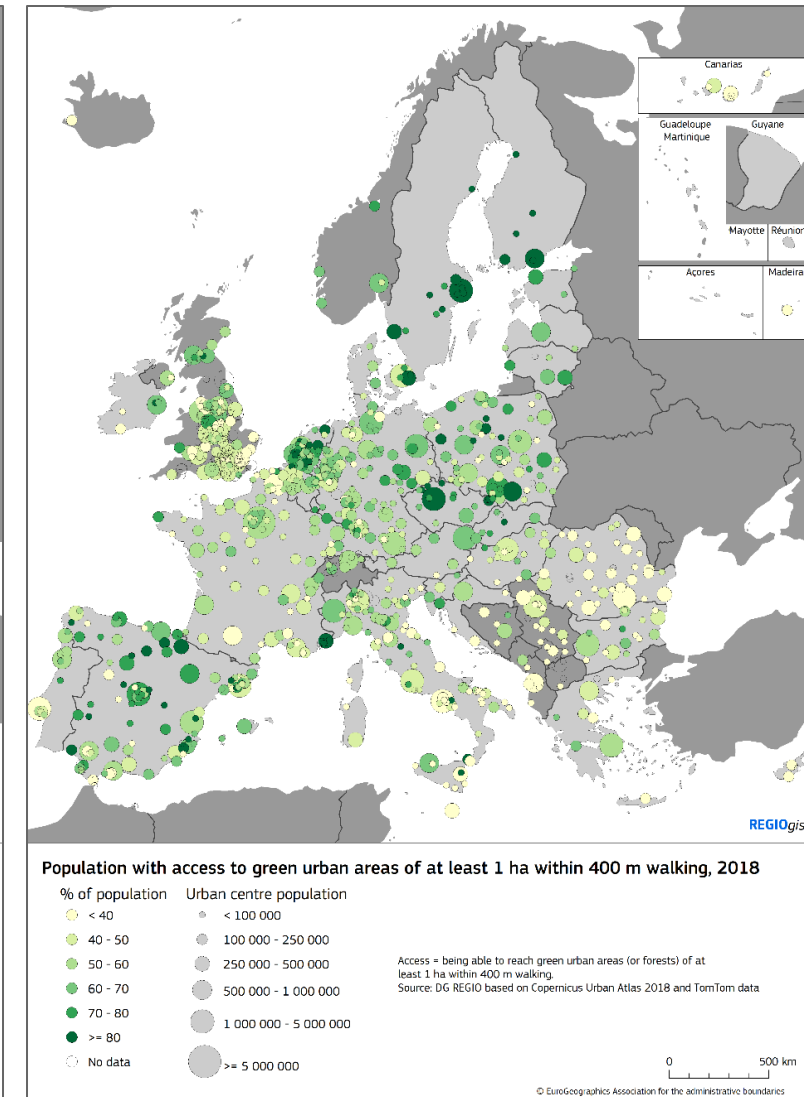 Canarias
Guadeloupe
Martinique
Guyane
Mayotte
Réunion
Açores
Madeira
REGIOgis
Population with access to green urban areas of at least 1 ha within 400 m walking, 2018
% of population
Urban centre population
< 40
< 100 000
40 - 50
100 000 - 250 000
50 - 60
250 000 - 500 000
60 - 70
500 000 - 1 000 000
70 - 80
1 000 000 - 5 000 000
>= 80
>= 5 000 000
No data
Access = being able to reach green urban areas (or forests) of at
least 1 ha within 400 m walking.
Source: DG REGIO based on Copernicus Urban Atlas 2018 and TomTom data
0 500 km
© EuroGeographics Association for the administrative boundaries